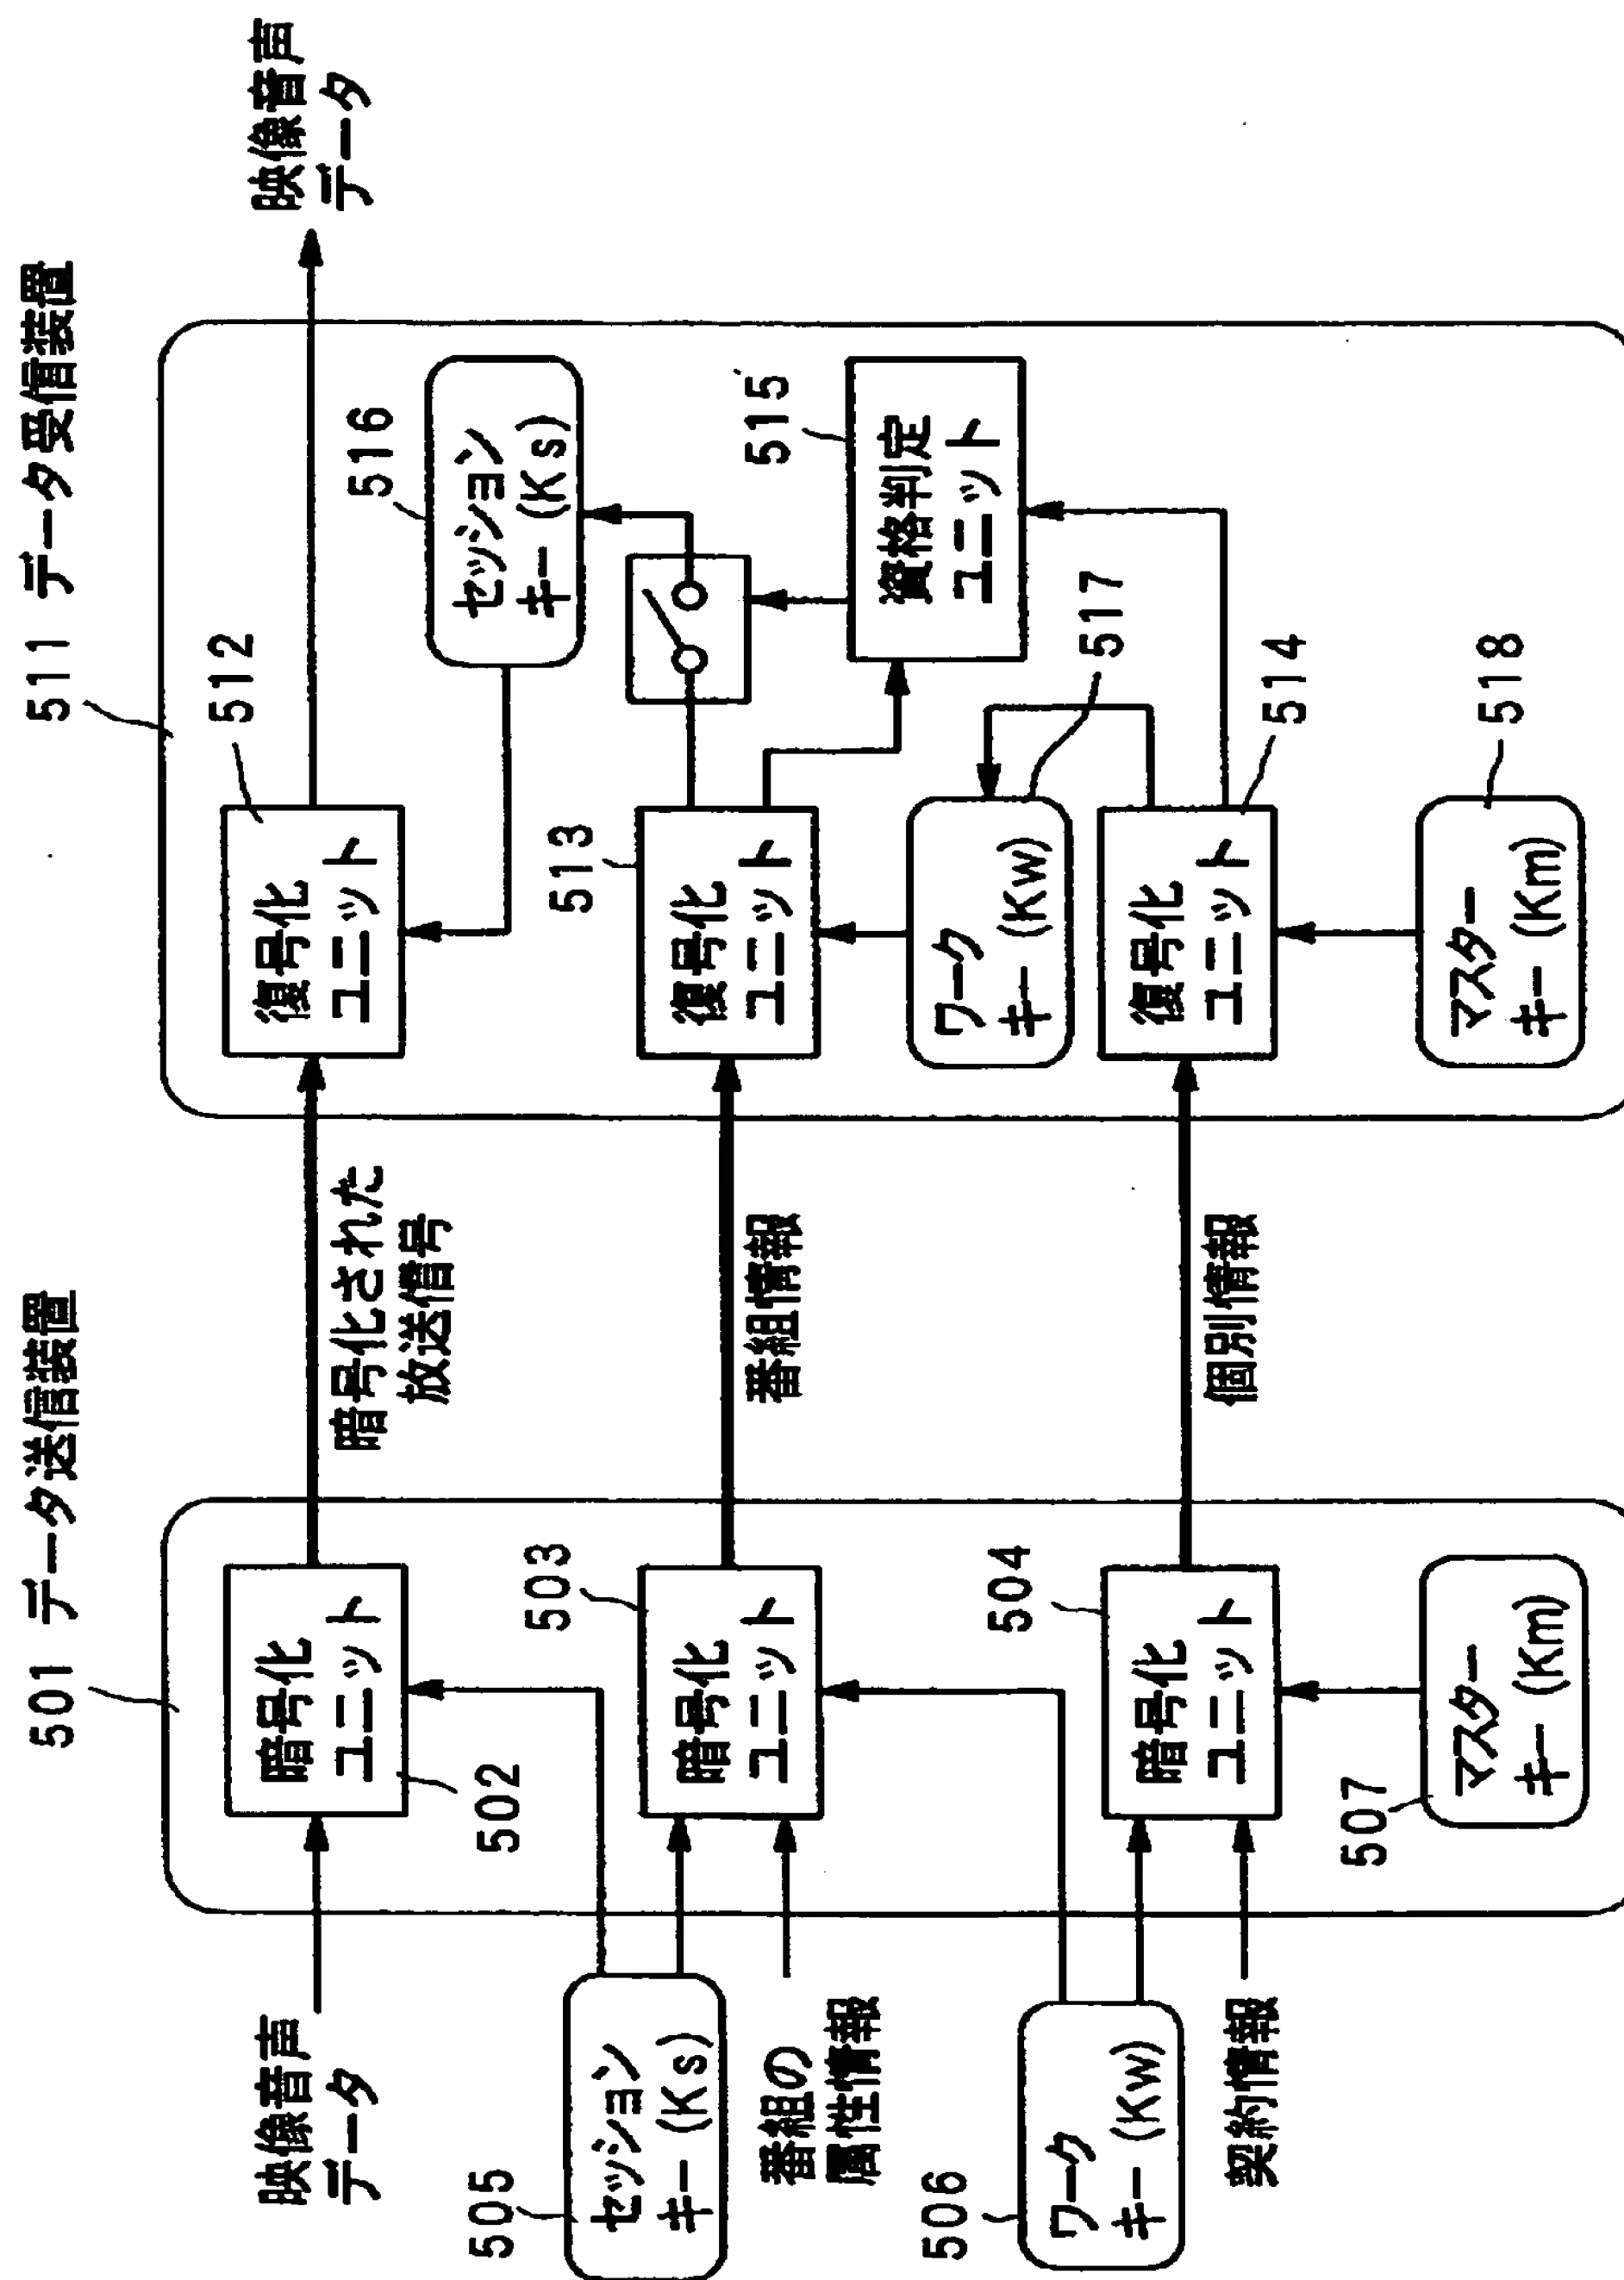 501 データ送信装置
映像音声
データ
暗号化
ユニット
502
505
セッション
キー (Ks)
503
暗号化
ユニット
番組の
属性情報
506
ワーク
キー (Kw)
504
暗号化
ユニット
契約情報
507
マスター
キー (Km)
暗号化された
放送信号
番組情報
個別情報
511 データ受信装置
512
復号化
ユニット
映像音声
データ
516
セッション
キー (Ks)
513
復号化
ユニット
515
資格判定
ユニット
517
ワーク
キー (Kw)
514
復号化
ユニット
518
マスター
キー (Km)